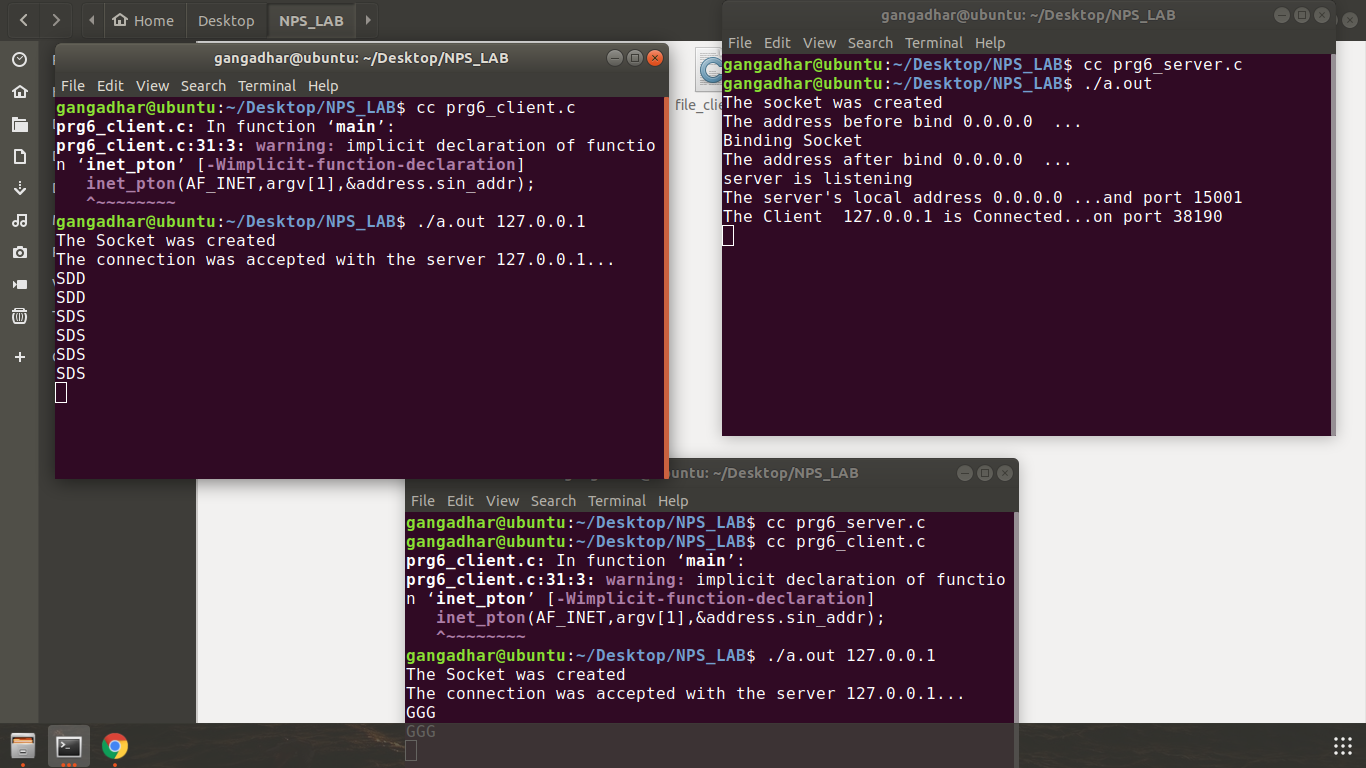 Home
Desktop
NPS_LAB
file_clie
gangadhar@ubuntu: ~/Desktop/NPS_LAB
File Edit View Search Terminal Help
gangadhar@ubuntu:~/Desktop/NPS_LAB$ cc prg6_client.c
prg6_client.c: In function ‘main’:
prg6_client.c:31:3: warning: implicit declaration of functio
n ‘inet_pton’ [-Wimplicit-function-declaration]
inet_pton(AF_INET,argv[1],&address.sin_addr);
^~~~~~~~~
gangadhar@ubuntu:~/Desktop/NPS_LAB$ ./a.out 127.0.0.1
The Socket was created
The connection was accepted with the server 127.0.0.1...
SDD
SDD
SDS
SDS
SDS
SDS
gangadhar@ubuntu: ~/Desktop/NPS_LAB
File Edit View Search Terminal Help
gangadhar@ubuntu:~/Desktop/NPS_LAB$ cc prg6_server.c
gangadhar@ubuntu:~/Desktop/NPS_LAB$ ./a.out
The socket was created
The address before bind 0.0.0.0  ...
Binding Socket
The address after bind 0.0.0.0  ...
server is listening
The server's local address 0.0.0.0 ...and port 15001
The Client  127.0.0.1 is Connected...on port 38190
untu: ~/Desktop/NPS_LAB
File Edit View Search Terminal Help
gangadhar@ubuntu:~/Desktop/NPS_LAB$ cc prg6_server.c
gangadhar@ubuntu:~/Desktop/NPS_LAB$ cc prg6_client.c
prg6_client.c: In function ‘main’:
prg6_client.c:31:3: warning: implicit declaration of functio
n ‘inet_pton’ [-Wimplicit-function-declaration]
inet_pton(AF_INET,argv[1],&address.sin_addr);
^~~~~~~~~
gangadhar@ubuntu:~/Desktop/NPS_LAB$ ./a.out 127.0.0.1
The Socket was created
The connection was accepted with the server 127.0.0.1...
GGG
GGG